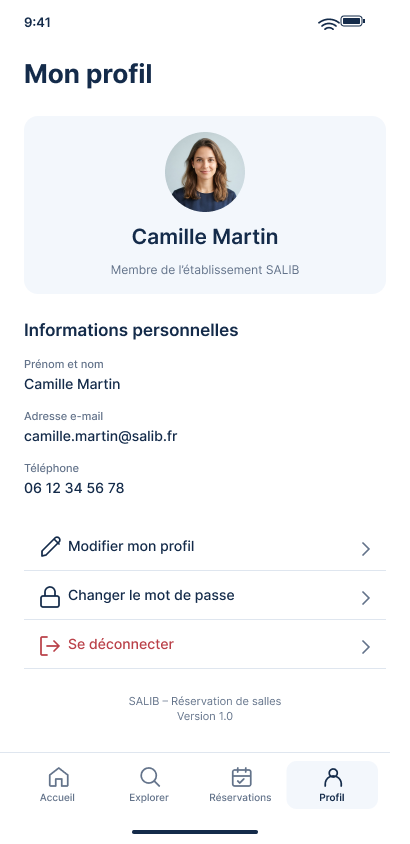 9:41
Mon profil
Camille Martin
Membre de l'établissement SALIB
Informations personnelles
Prénom et nom
Camille Martin
Adresse e-mail
camille.martin@salib.fr
Téléphone
06 12 34 56 78
Modifier mon profil
Changer le mot de passe
Se déconnecter
SALIB – Réservation de salles
Version 1.0
Accueil
Explorer
Réservations
Profil